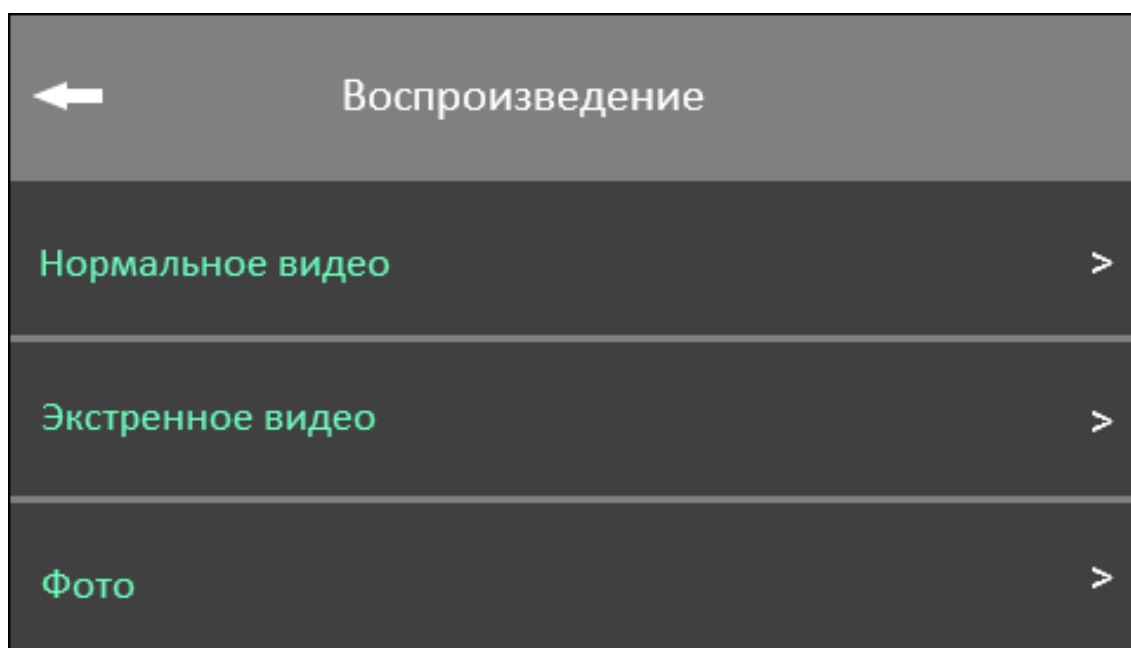 Воспроизведение
Нормальное видео >
Экстренное видео >
Фото >